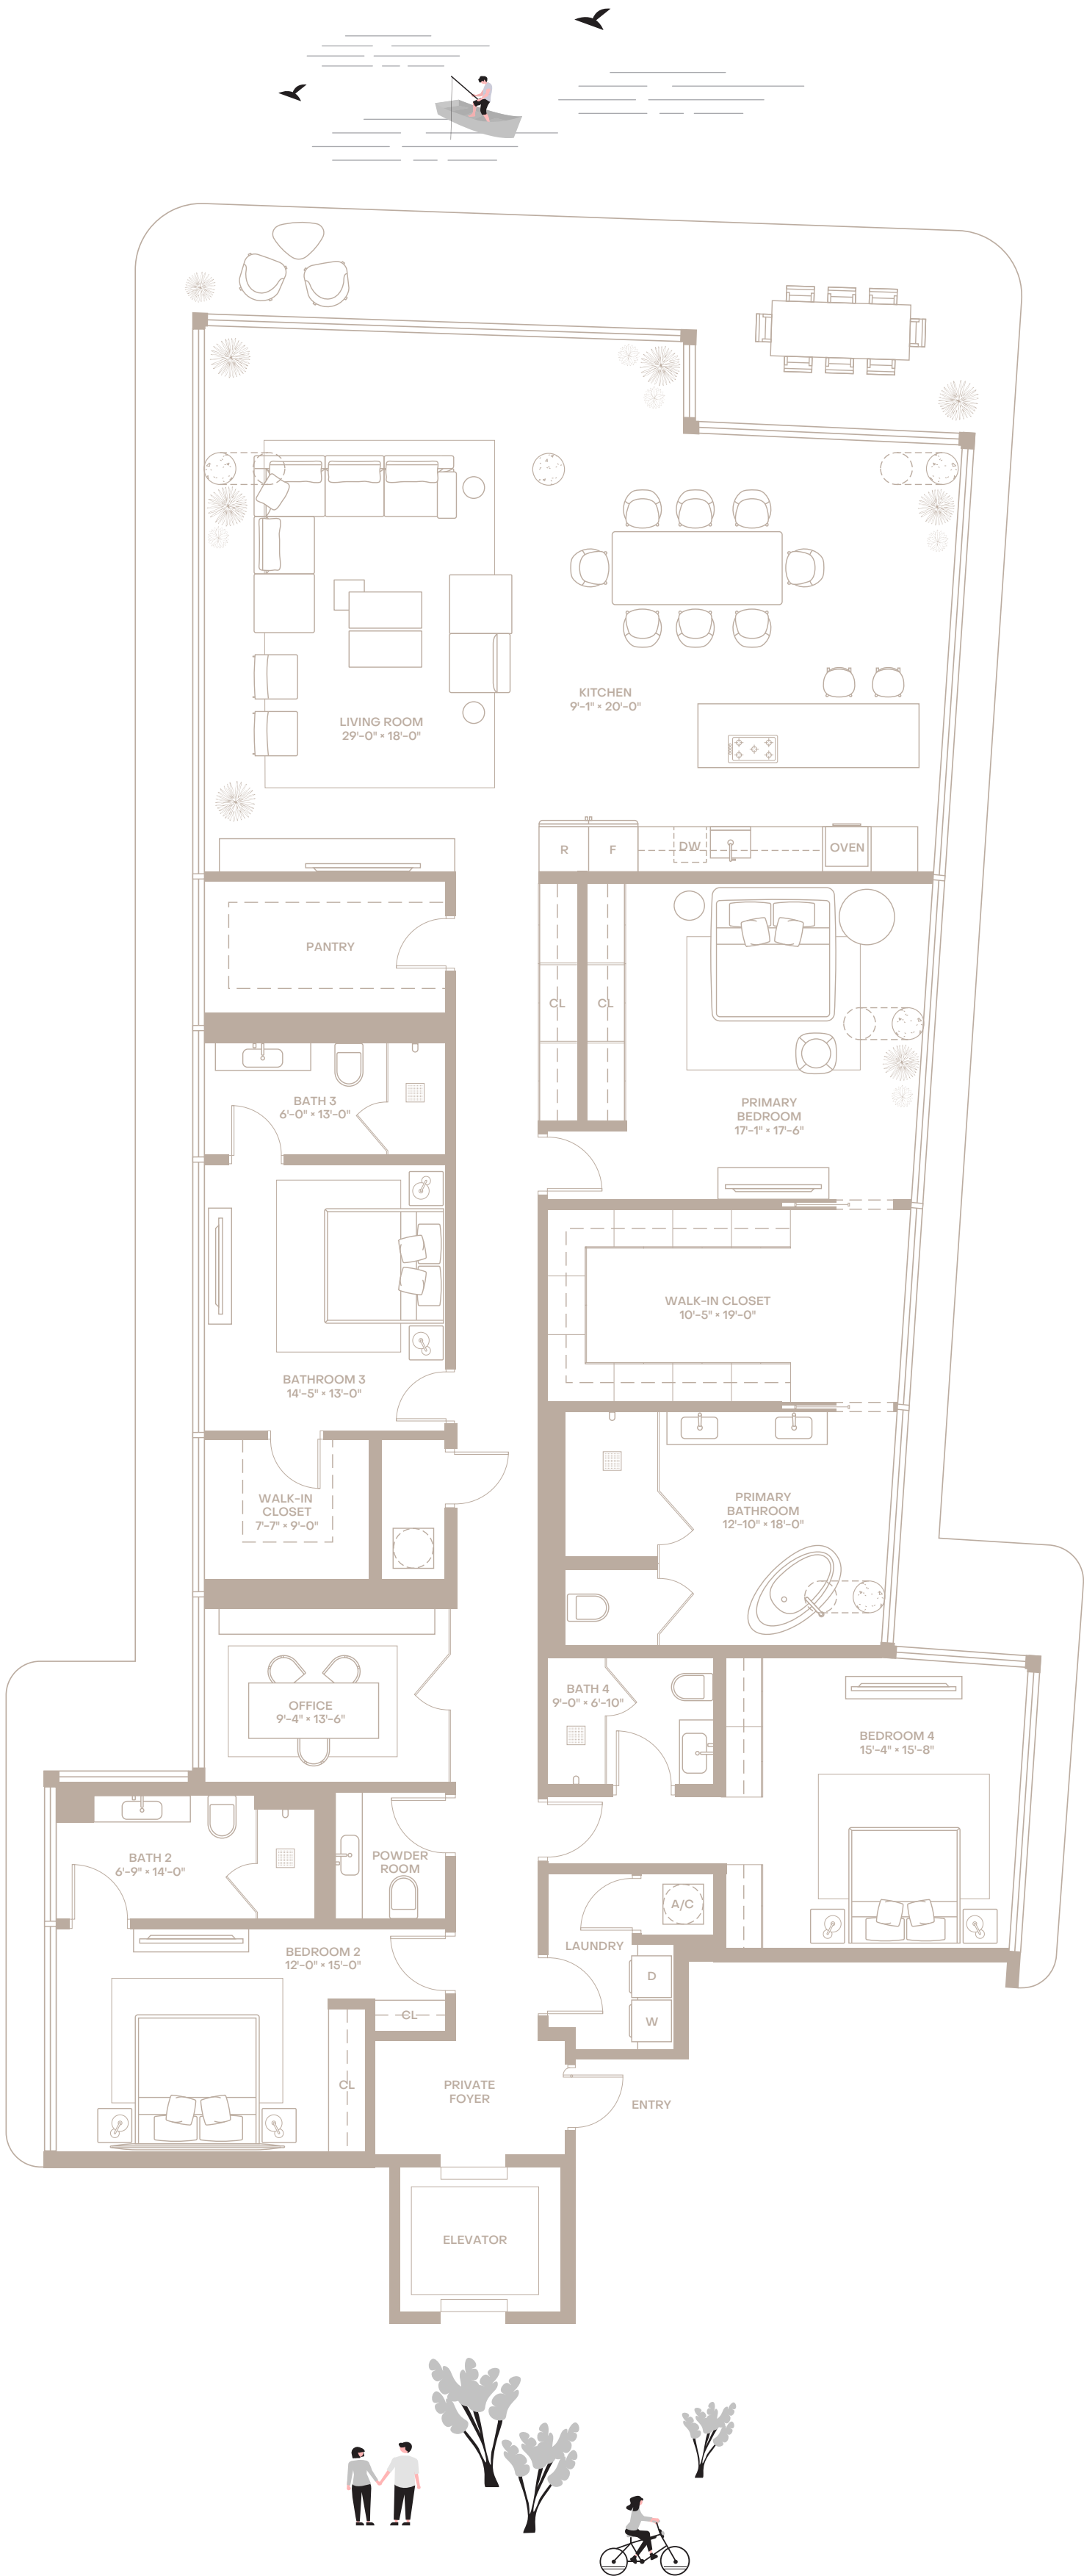 KITCHEN
9'-1" × 20'-0"
LIVING ROOM
29'-0" × 18'-0"
R
F
DW
OVEN
PANTRY
CL
CL
BATH 3
6'-0" × 13'-0"
PRIMARY
BEDROOM
17'-1" × 17'-6"
WALK-IN CLOSET
10'-5" × 19'-0"
BATHROOM 3
14'-5" × 13'-0"
WALK-IN
CLOSET
7'-7" × 9'-0"
PRIMARY
BATHROOM
12'-10" × 18'-0"
BATH 4
9'-0" × 6'-10"
OFFICE
9'-4" × 13'-6"
BEDROOM 4
15'-4" × 15'-8"
BATH 2
6'-9" × 14'-0"
POWDER
ROOM
A/C
LAUNDRY
BEDROOM 2
12'-0" × 15'-0"
D
CL
W
CL
PRIVATE
FOYER
ENTRY
ELEVATOR